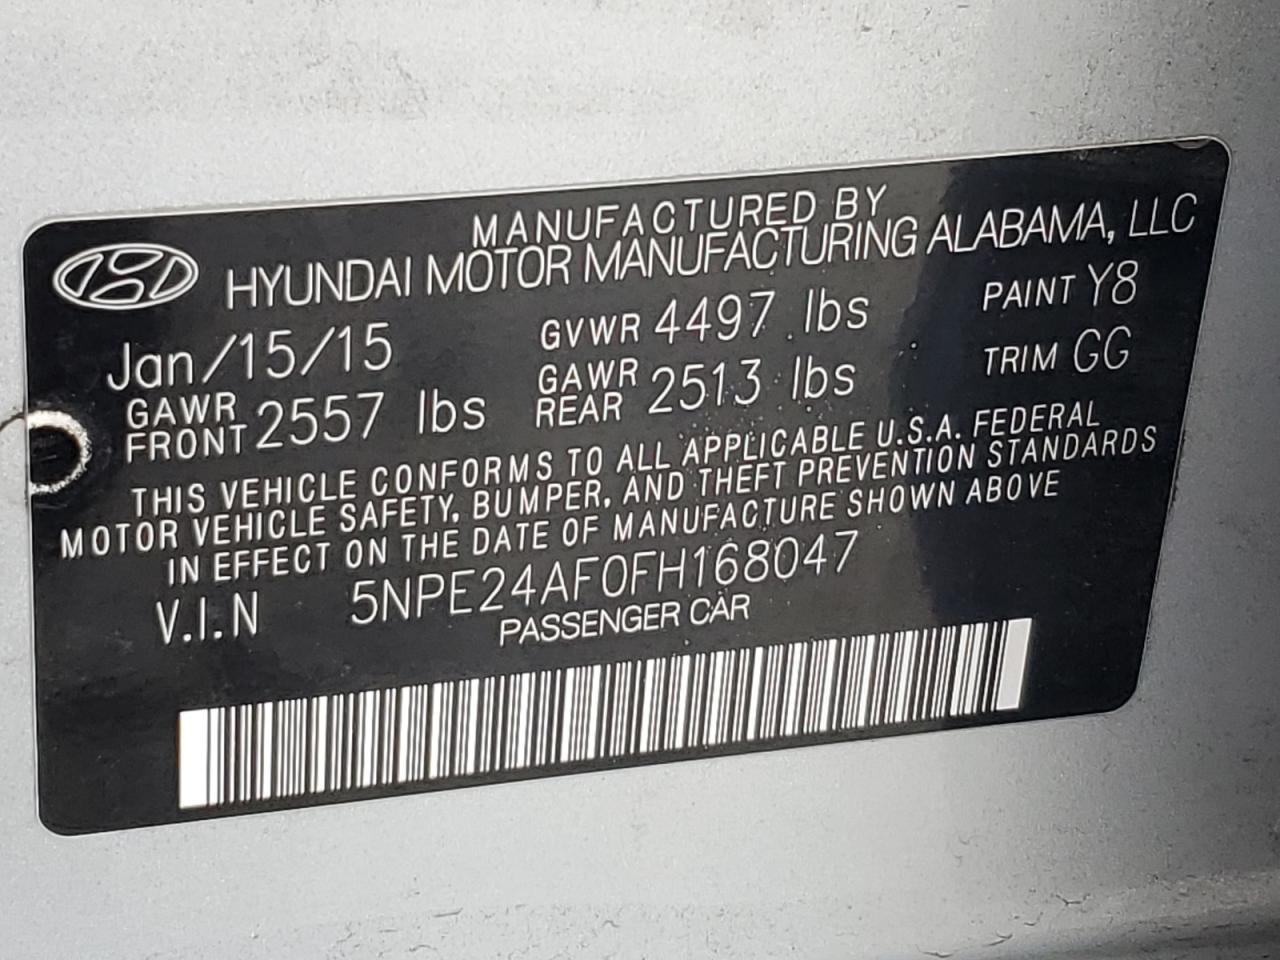 MANUFACTURED BY
HYUNDAI MOTOR MANUFACTURING ALABAMA, LLC
Jan/15/15 GVWR 4497 lbs PAINT Y8
GAWR FRONT 2557 lbs GAWR REAR 2513 lbs TRIM GG
THIS VEHICLE CONFORMS TO ALL APPLICABLE U.S.A. FEDERAL
MOTOR VEHICLE SAFETY, BUMPER, AND THEFT PREVENTION STANDARDS
IN EFFECT ON THE DATE OF MANUFACTURE SHOWN ABOVE
V.I.N 5NPE24AF0FH168047
PASSENGER CAR